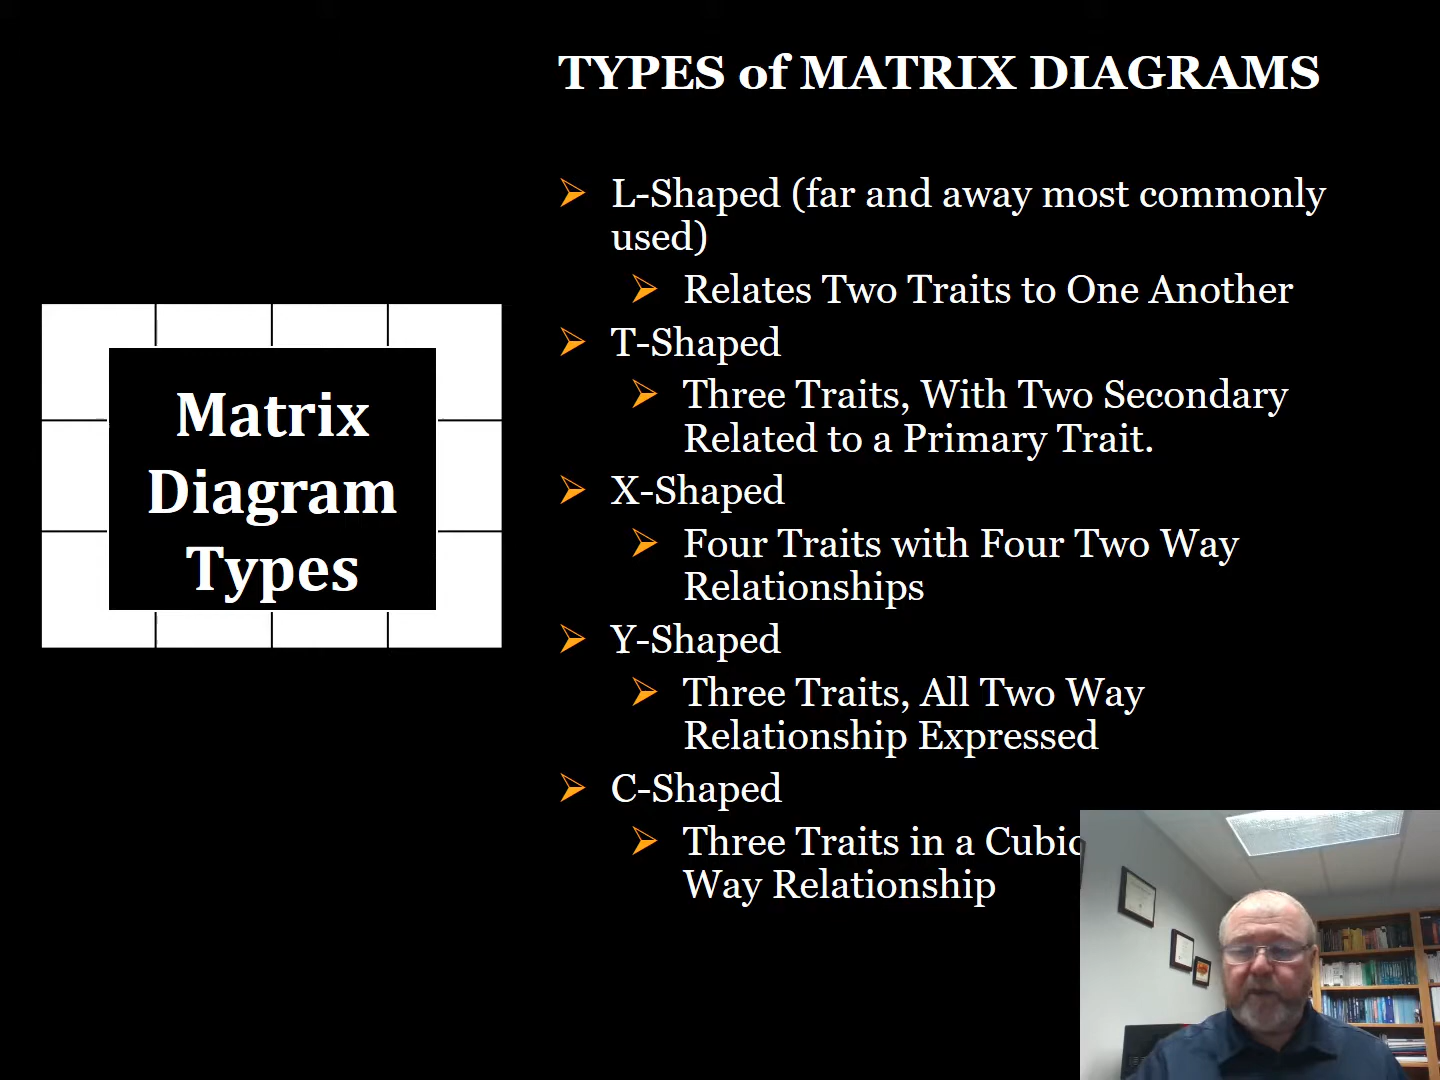 TYPES of MATRIX DIAGRAMS
L-Shaped (far and away most commonly
used)
Relates Two Traits to One Another
T-Shaped
Three Traits, With Two Secondary
Related to a Primary Trait.
X-Shaped
Four Traits with Four Two Way
Relationships
Y-Shaped
Three Traits, All Two Way
Relationship Expressed
C-Shaped
Three Traits in a
Way Relationship
Matrix
Diagram
Types